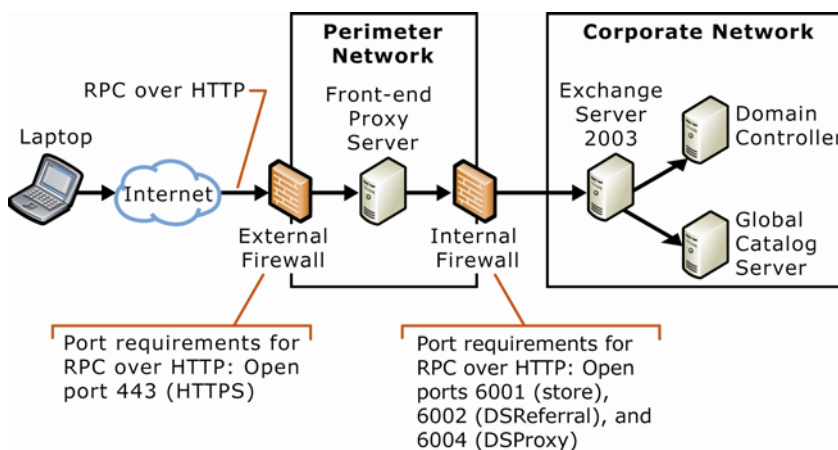 Perimeter
Network
Corporate Network
RPC over HTTP
Front-end
Proxy
Server
Exchange
Server
2003
Domain
Controller
Laptop
Internet
External
Firewall
Internal
Firewall
Global
Catalog
Server
Port requirements for
RPC over HTTP: Open
port 443 (HTTPS)
Port requirements for
RPC over HTTP: Open
ports 6001 (store),
6002 (DSReferral), and
6004 (DSProxy)